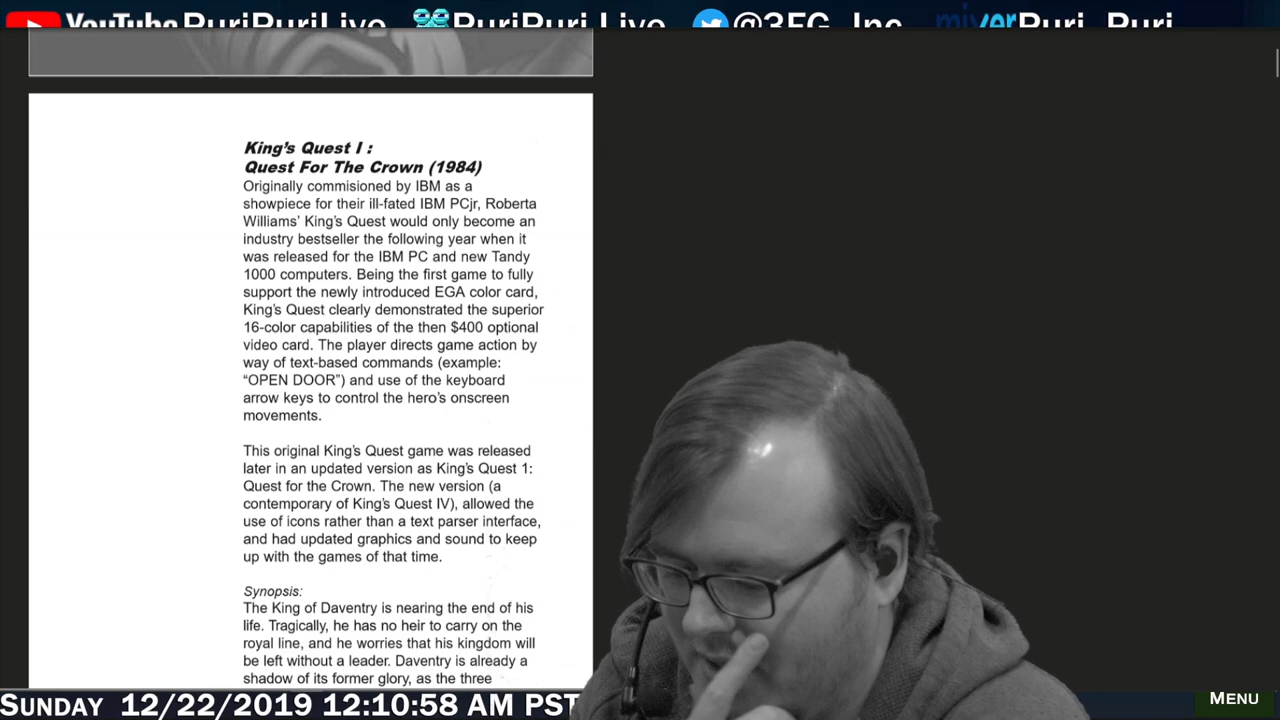 YouTube PuriPuriLive PuriPuri.Live @3FG_Inc mixer Puri_Puri
King's Quest I :
Quest For The Crown (1984)
Originally commisioned by IBM as a
showpiece for their ill-fated IBM PCjr, Roberta
Williams' King's Quest would only become an
industry bestseller the following year when it
was released for the IBM PC and new Tandy
1000 computers. Being the first game to fully
support the newly introduced EGA color card,
King's Quest clearly demonstrated the superior
16-color capabilities of the then $400 optional
video card. The player directs game action by
way of text-based commands (example:
“OPEN DOOR”) and use of the keyboard
arrow keys to control the hero's onscreen
movements.
This original King's Quest game was released
later in an updated version as King's Quest 1:
Quest for the Crown. The new version (a
contemporary of King's Quest IV), allowed the
use of icons rather than a text parser interface,
and had updated graphics and sound to keep
up with the games of that time.
Synopsis:
The King of Daventry is nearing the end of his
life. Tragically, he has no heir to carry on the
royal line, and he worries that his kingdom will
be left without a leader. Daventry is already a
shadow of its former glory, as the three
SUNDAY 12/22/2019 12:10:58 AM PST
MENU